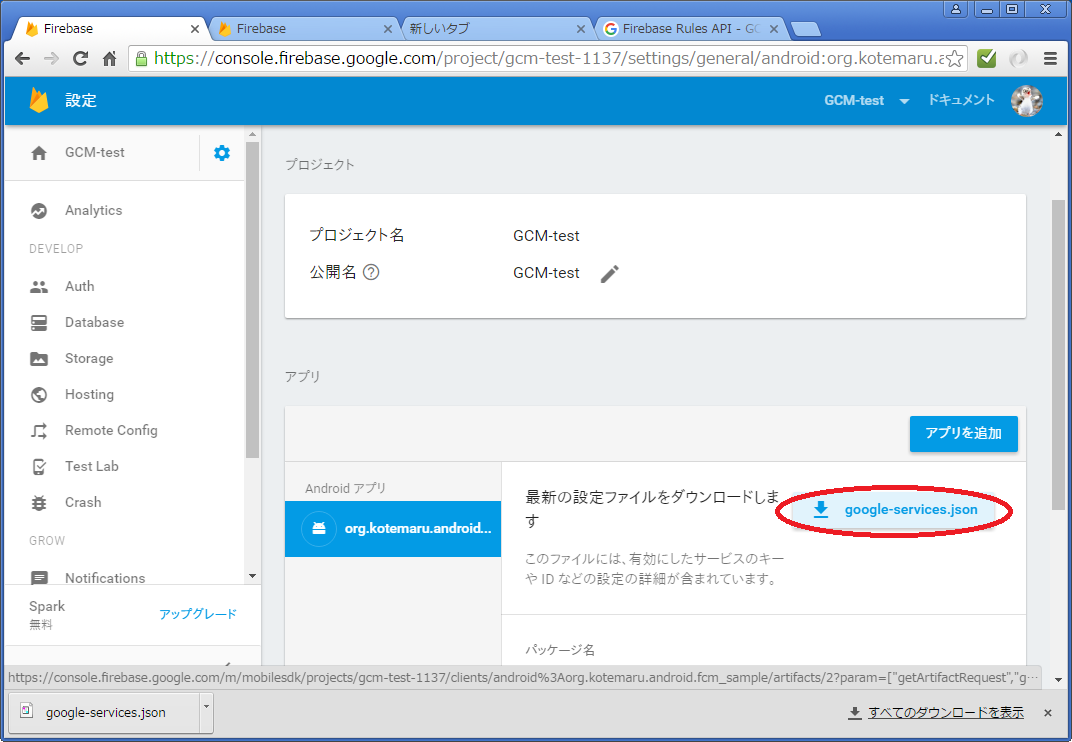 Firebase
Firebase
新しいタブ
Firebase Rules API - GC
https://console.firebase.google.com/project/gcm-test-1137/settings/general/android:org.kotemaru.a
設定
GCM-test
ドキュメント
GCM-test
Analytics
DEVELOP
Auth
Database
Storage
Hosting
Remote Config
Test Lab
Crash
GROW
Notifications
Spark
無料
アップグレード
プロジェクト
プロジェクト名
GCM-test
公開名
GCM-test
アプリ
アプリを追加
Android アプリ
org.kotemaru.android...
最新の設定ファイルをダウンロードしま
す
google-services.json
このファイルには、有効にしたサービスのキー
や ID などの設定の詳細が含まれています。
パッケージ名
https://console.firebase.google.com/m/mobilesdk/projects/gcm-test-1137/clients/android%3Aorg.kotemaru.android.fcm_sample/artifacts/2?param=["getArtifactRequest","g…
google-services.json
すべてのダウンロードを表示